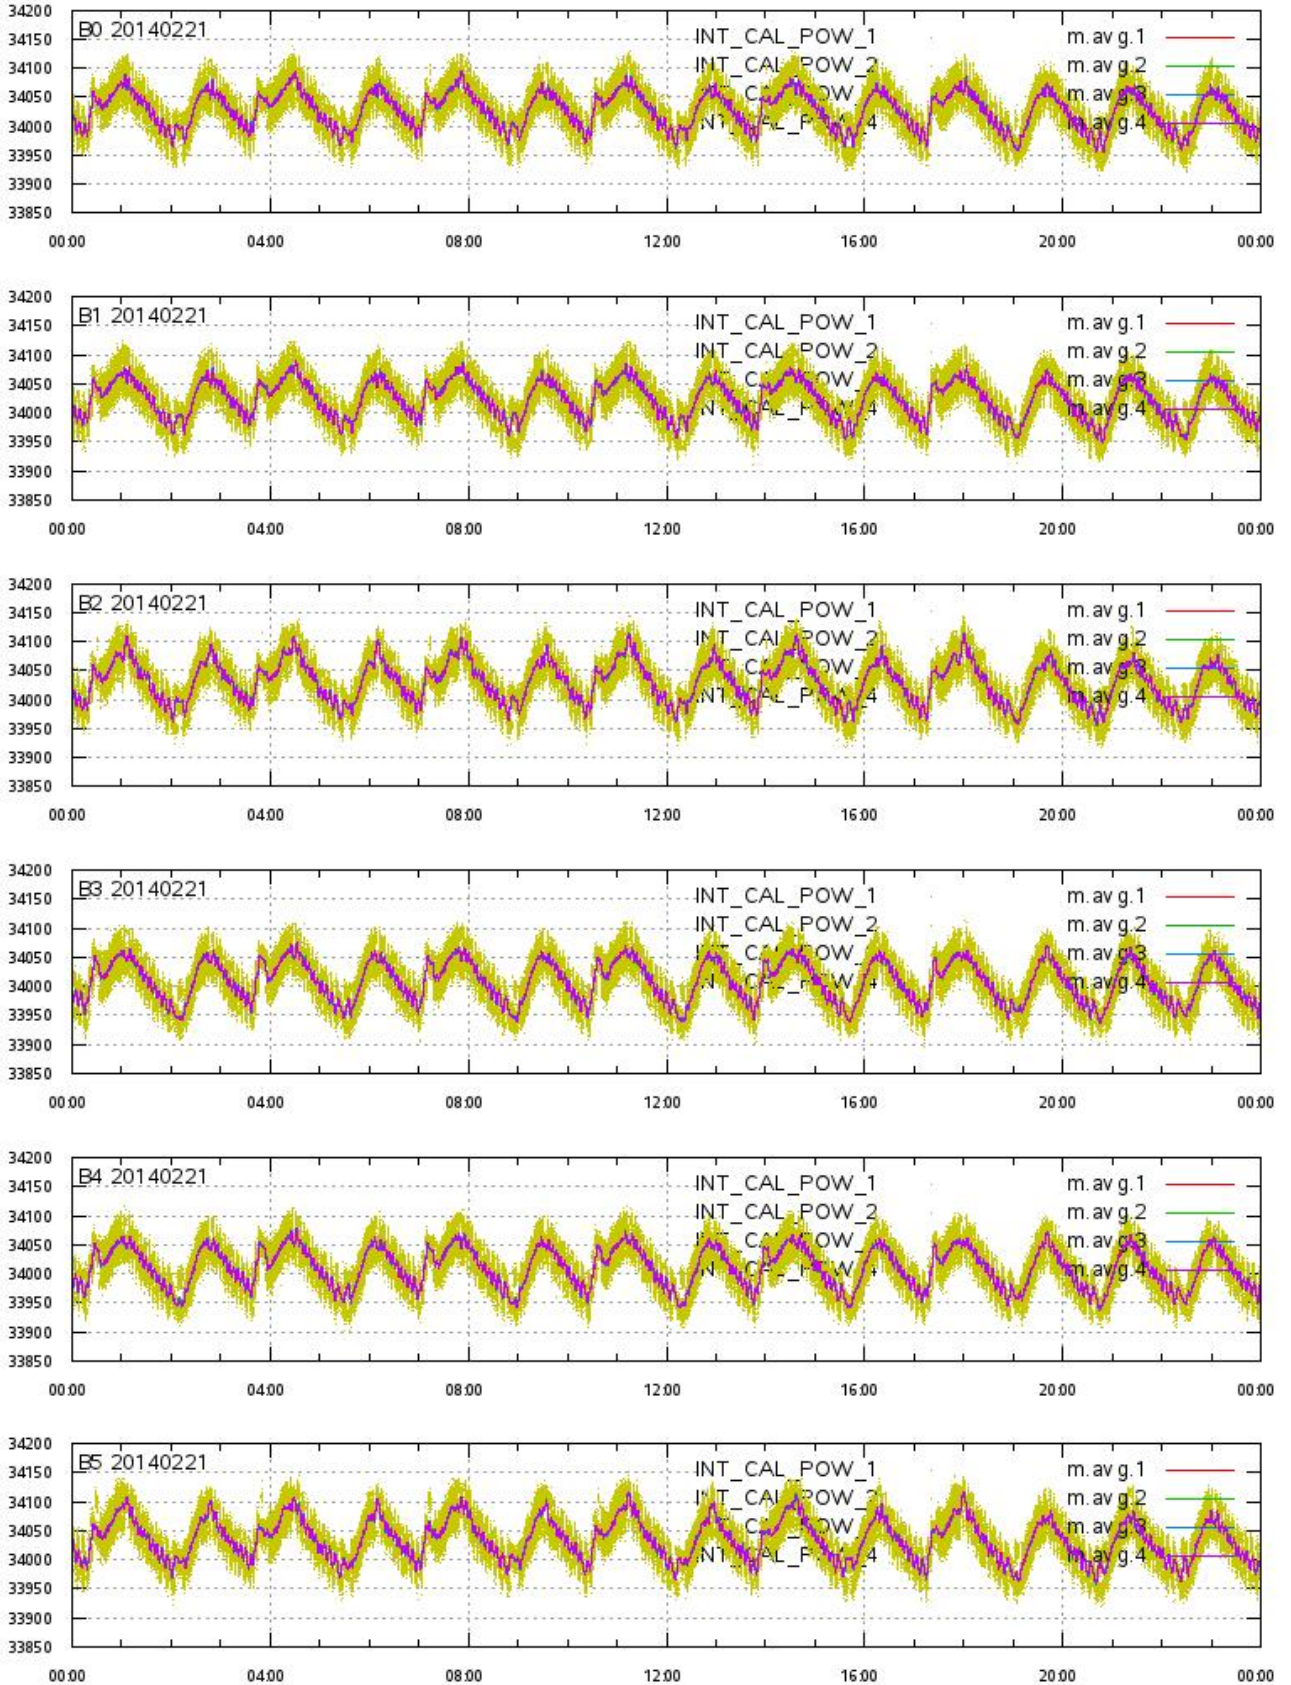 34200
B0 20140221 INT_CAL_POW_1 m.avg.1
34150
34100 INT_CAL_POW_2 m.avg.2
34050 m.avg.3
34000 m.avg.4
33950
33900
33850
00:00 04:00 08:00 12:00 16:00 20:00 00:00
34200
B1 20140221 INT_CAL_POW_1 m.avg.1
34150
34100 INT_CAL_POW_2 m.avg.2
34050 m.avg.3
34000 m.avg.4
33950
33900
33850
00:00 04:00 08:00 12:00 16:00 20:00 00:00
34200
B2 20140221 INT_CAL_POW_1 m.avg.1
34150
34100 INT_CAL_POW_2 m.avg.2
34050 m.avg.3
34000 m.avg.4
33950
33900
33850
00:00 04:00 08:00 12:00 16:00 20:00 00:00
34200
B3 20140221 INT_CAL_POW_1 m.avg.1
34150
34100 INT_CAL_POW_2 m.avg.2
34050 m.avg.3
34000 m.avg.4
33950
33900
33850
00:00 04:00 08:00 12:00 16:00 20:00 00:00
34200
B4 20140221 INT_CAL_POW_1 m.avg.1
34150
34100 INT_CAL_POW_2 m.avg.2
34050 m.avg.3
34000 m.avg.4
33950
33900
33850
00:00 04:00 08:00 12:00 16:00 20:00 00:00
34200
B5 20140221 INT_CAL_POW_1 m.avg.1
34150
34100 INT_CAL_POW_2 m.avg.2
34050 m.avg.3
34000 m.avg.4
33950
33900
33850
00:00 04:00 08:00 12:00 16:00 20:00 00:00